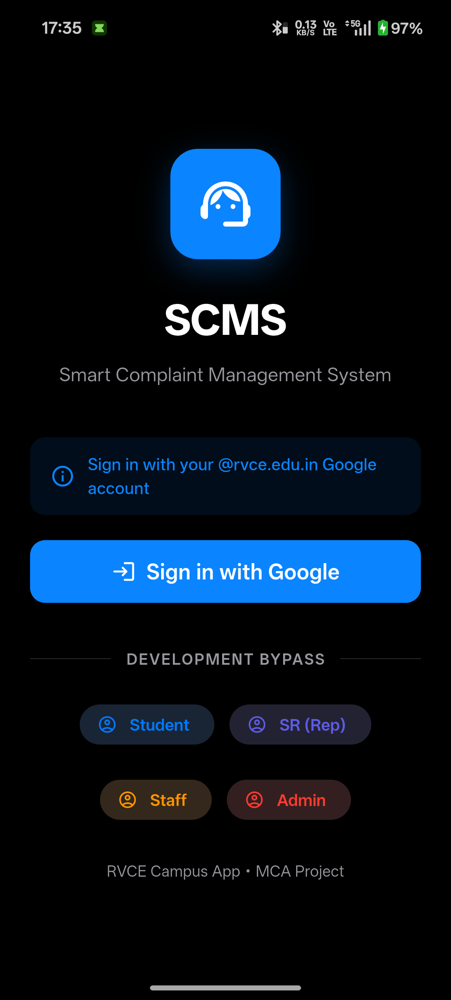 17:35
0.13 KB/S Vo LTE 5G 97%
SCMS
Smart Complaint Management System
Sign in with your @rvce.edu.in Google
account
Sign in with Google
DEVELOPMENT BYPASS
Student
SR (Rep)
Staff
Admin
RVCE Campus App • MCA Project